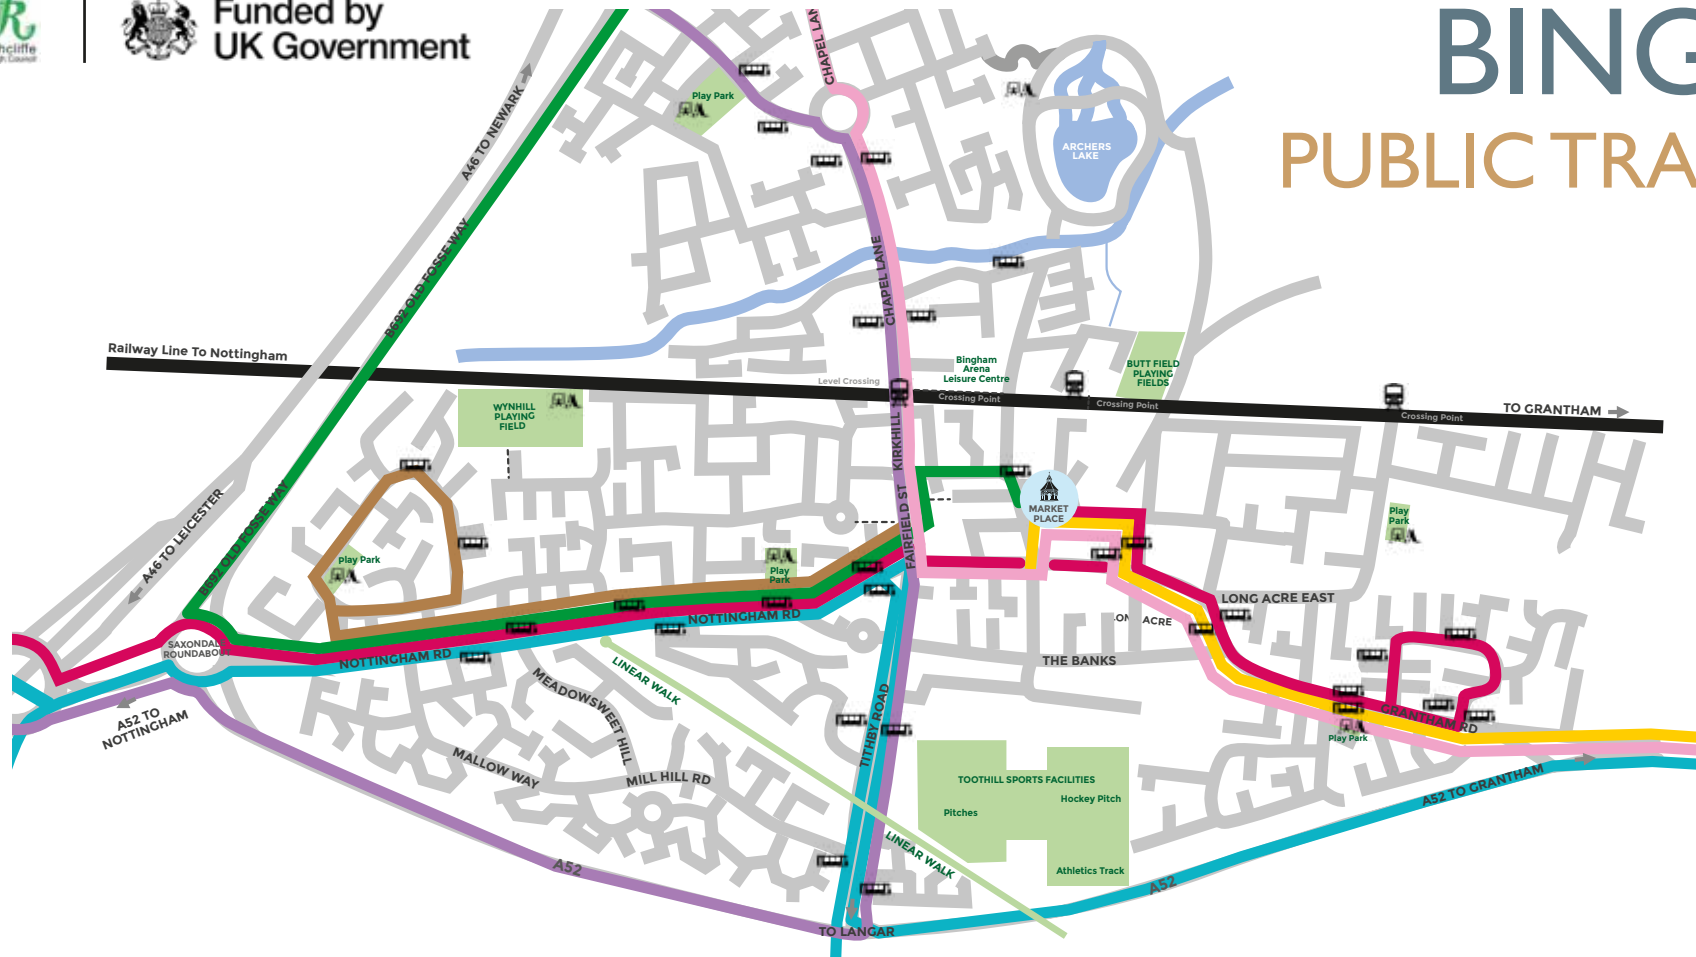 R
hcliffe
Funded by
UK Government
BING
PUBLIC TRA
CHAPEL LAN
A46 TO NEWARK
Play Park
ARCHERS
LAKE
B692 OLD FOSSE WAY
CHAPEL LANE
Railway Line To Nottingham
Level Crossing
Bingham
Arena
Leisure Centre
BUTT FIELD
PLAYING
FIELDS
Crossing Point
Crossing Point
Crossing Point
TO GRANTHAM
WYNHILL
PLAYING
FIELD
KIRKHILL
FAIRFIELD ST
MARKET
PLACE
Play
Park
A46 TO LEICESTER
B692 OLD FOSSE WAY
Play Park
Play
Park
LONG ACRE EAST
NOTTINGHAM RD
ACRE
SAXONDAL
ROUNDABOU
NOTTINGHAM RD
THE BANKS
LINEAR WALK
MEADOWSWEET HILL
A52 TO
NOTTINGHAM
TITHBY ROAD
GRANTHAM RD
Play Park
MALLOW WAY
MILL HILL RD
TOOTHILL SPORTS FACILITIES
Hockey Pitch
Pitches
A52 TO GRANTHAM
LINEAR WALK
Athletics Track
A52
A52
TO LANGAR